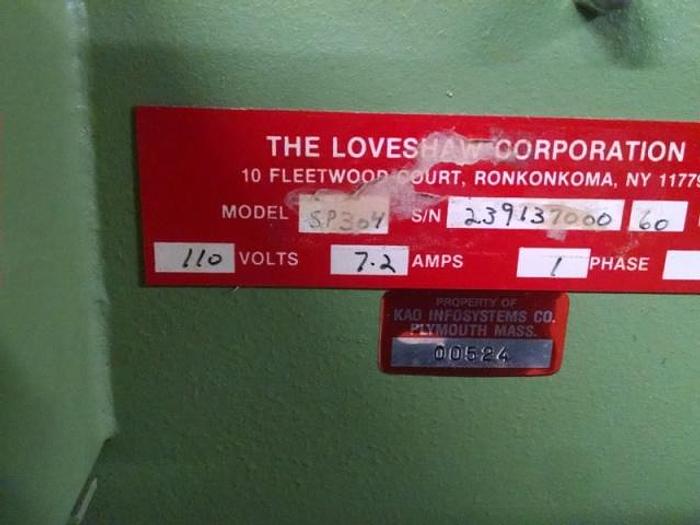 THE LOVESHAW CORPORATION
10 FLEETWOOD COURT, RONKONKOMA, NY 1177
MODEL SP304 S/N 239137000 60
110 VOLTS 7.2 AMPS 1 PHASE
PROPERTY OF
KAO INFOSYSTEMS CO.
PLYMOUTH MASS.
00524